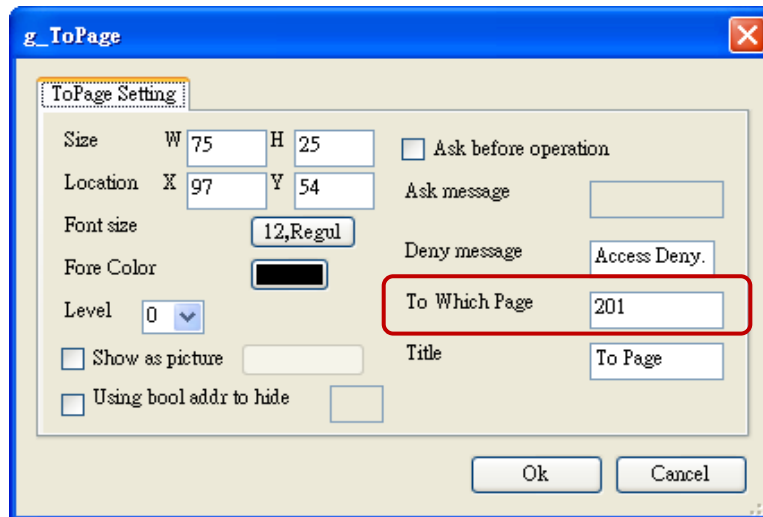 g_ToPage
ToPage Setting
Size W 75 H 25
Location X 97 Y 54
Font size 12,Regul
Fore Color
Level 0
Show as picture
Using bool addr to hide
Ask before operation
Ask message
Deny message Access Deny.
To Which Page 201
Title To Page
Ok Cancel